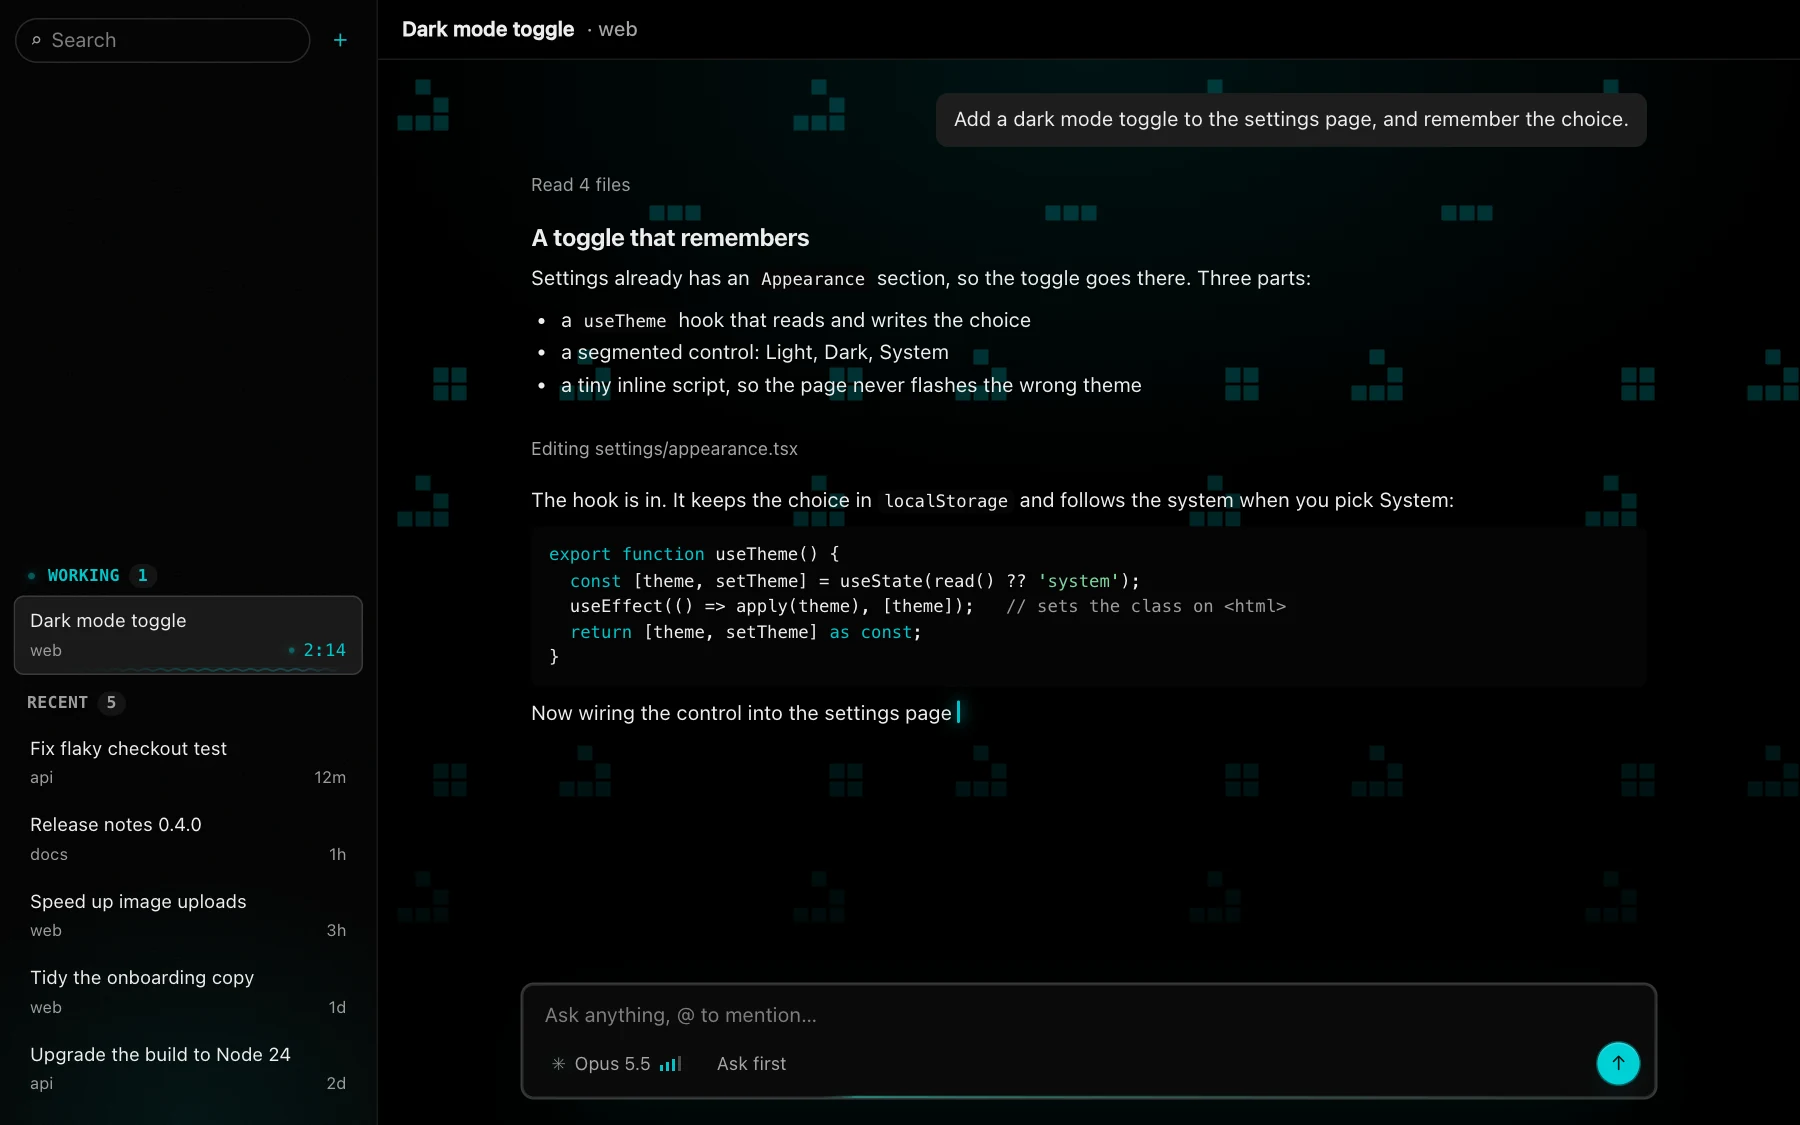 Search
+
WORKING 1
Dark mode toggle
web 2:14
RECENT 5
Fix flaky checkout test
api 12m
Release notes 0.4.0
docs 1h
Speed up image uploads
web 3h
Tidy the onboarding copy
web 1d
Upgrade the build to Node 24
api 2d
Dark mode toggle · web
Add a dark mode toggle to the settings page, and remember the choice.
Read 4 files
A toggle that remembers
Settings already has an Appearance section, so the toggle goes there. Three parts:
• a useTheme hook that reads and writes the choice
• a segmented control: Light, Dark, System
• a tiny inline script, so the page never flashes the wrong theme
Editing settings/appearance.tsx
The hook is in. It keeps the choice in localStorage and follows the system when you pick System:
export function useTheme() {
  const [theme, setTheme] = useState(read() ?? 'system');
  useEffect(() => apply(theme), [theme]);   // sets the class on <html>
  return [theme, setTheme] as const;
}
Now wiring the control into the settings page
Ask anything, @ to mention...
Opus 5.5 Ask first